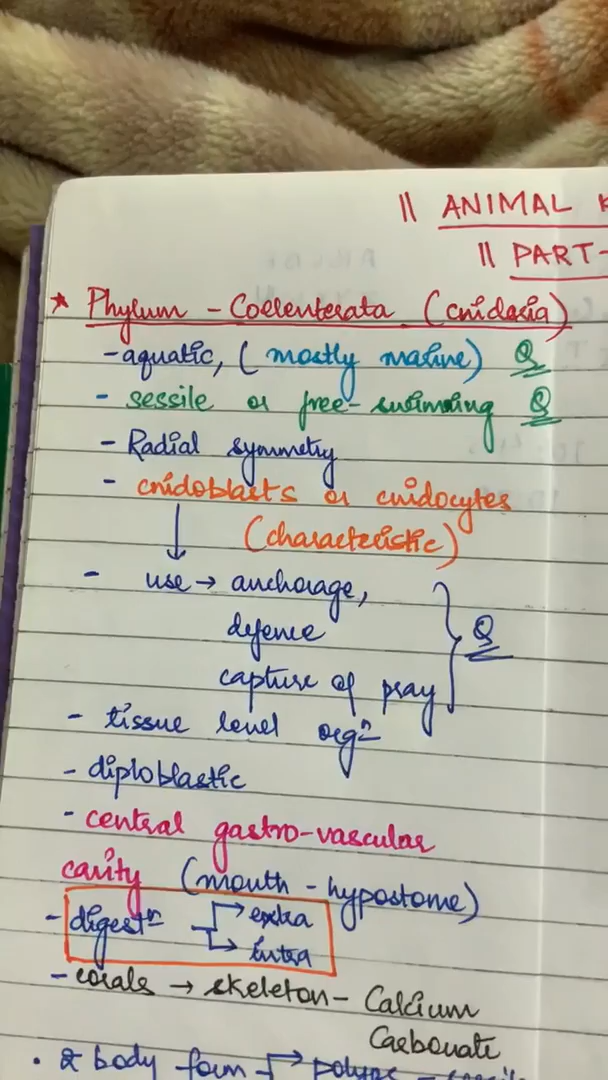 || ANIMAL K
|| PART-
* Phylum - Coelenterata (cnidaria)
- aquatic, (mostly marine) Q
- sessile or free-swimming Q
- Radial symmetry
- cnidoblasts or cnidocytes
(characteristic)
- use → anchorage,
defence
capture of pray
Q
- tissue level orgⁿ
- diploblastic
- central gastro-vascular
cavity (mouth - hypostome)
- digestⁿ → extra
→ intra
- corals → skeleton - Calcium
Carbonate
• 2 body form → polype